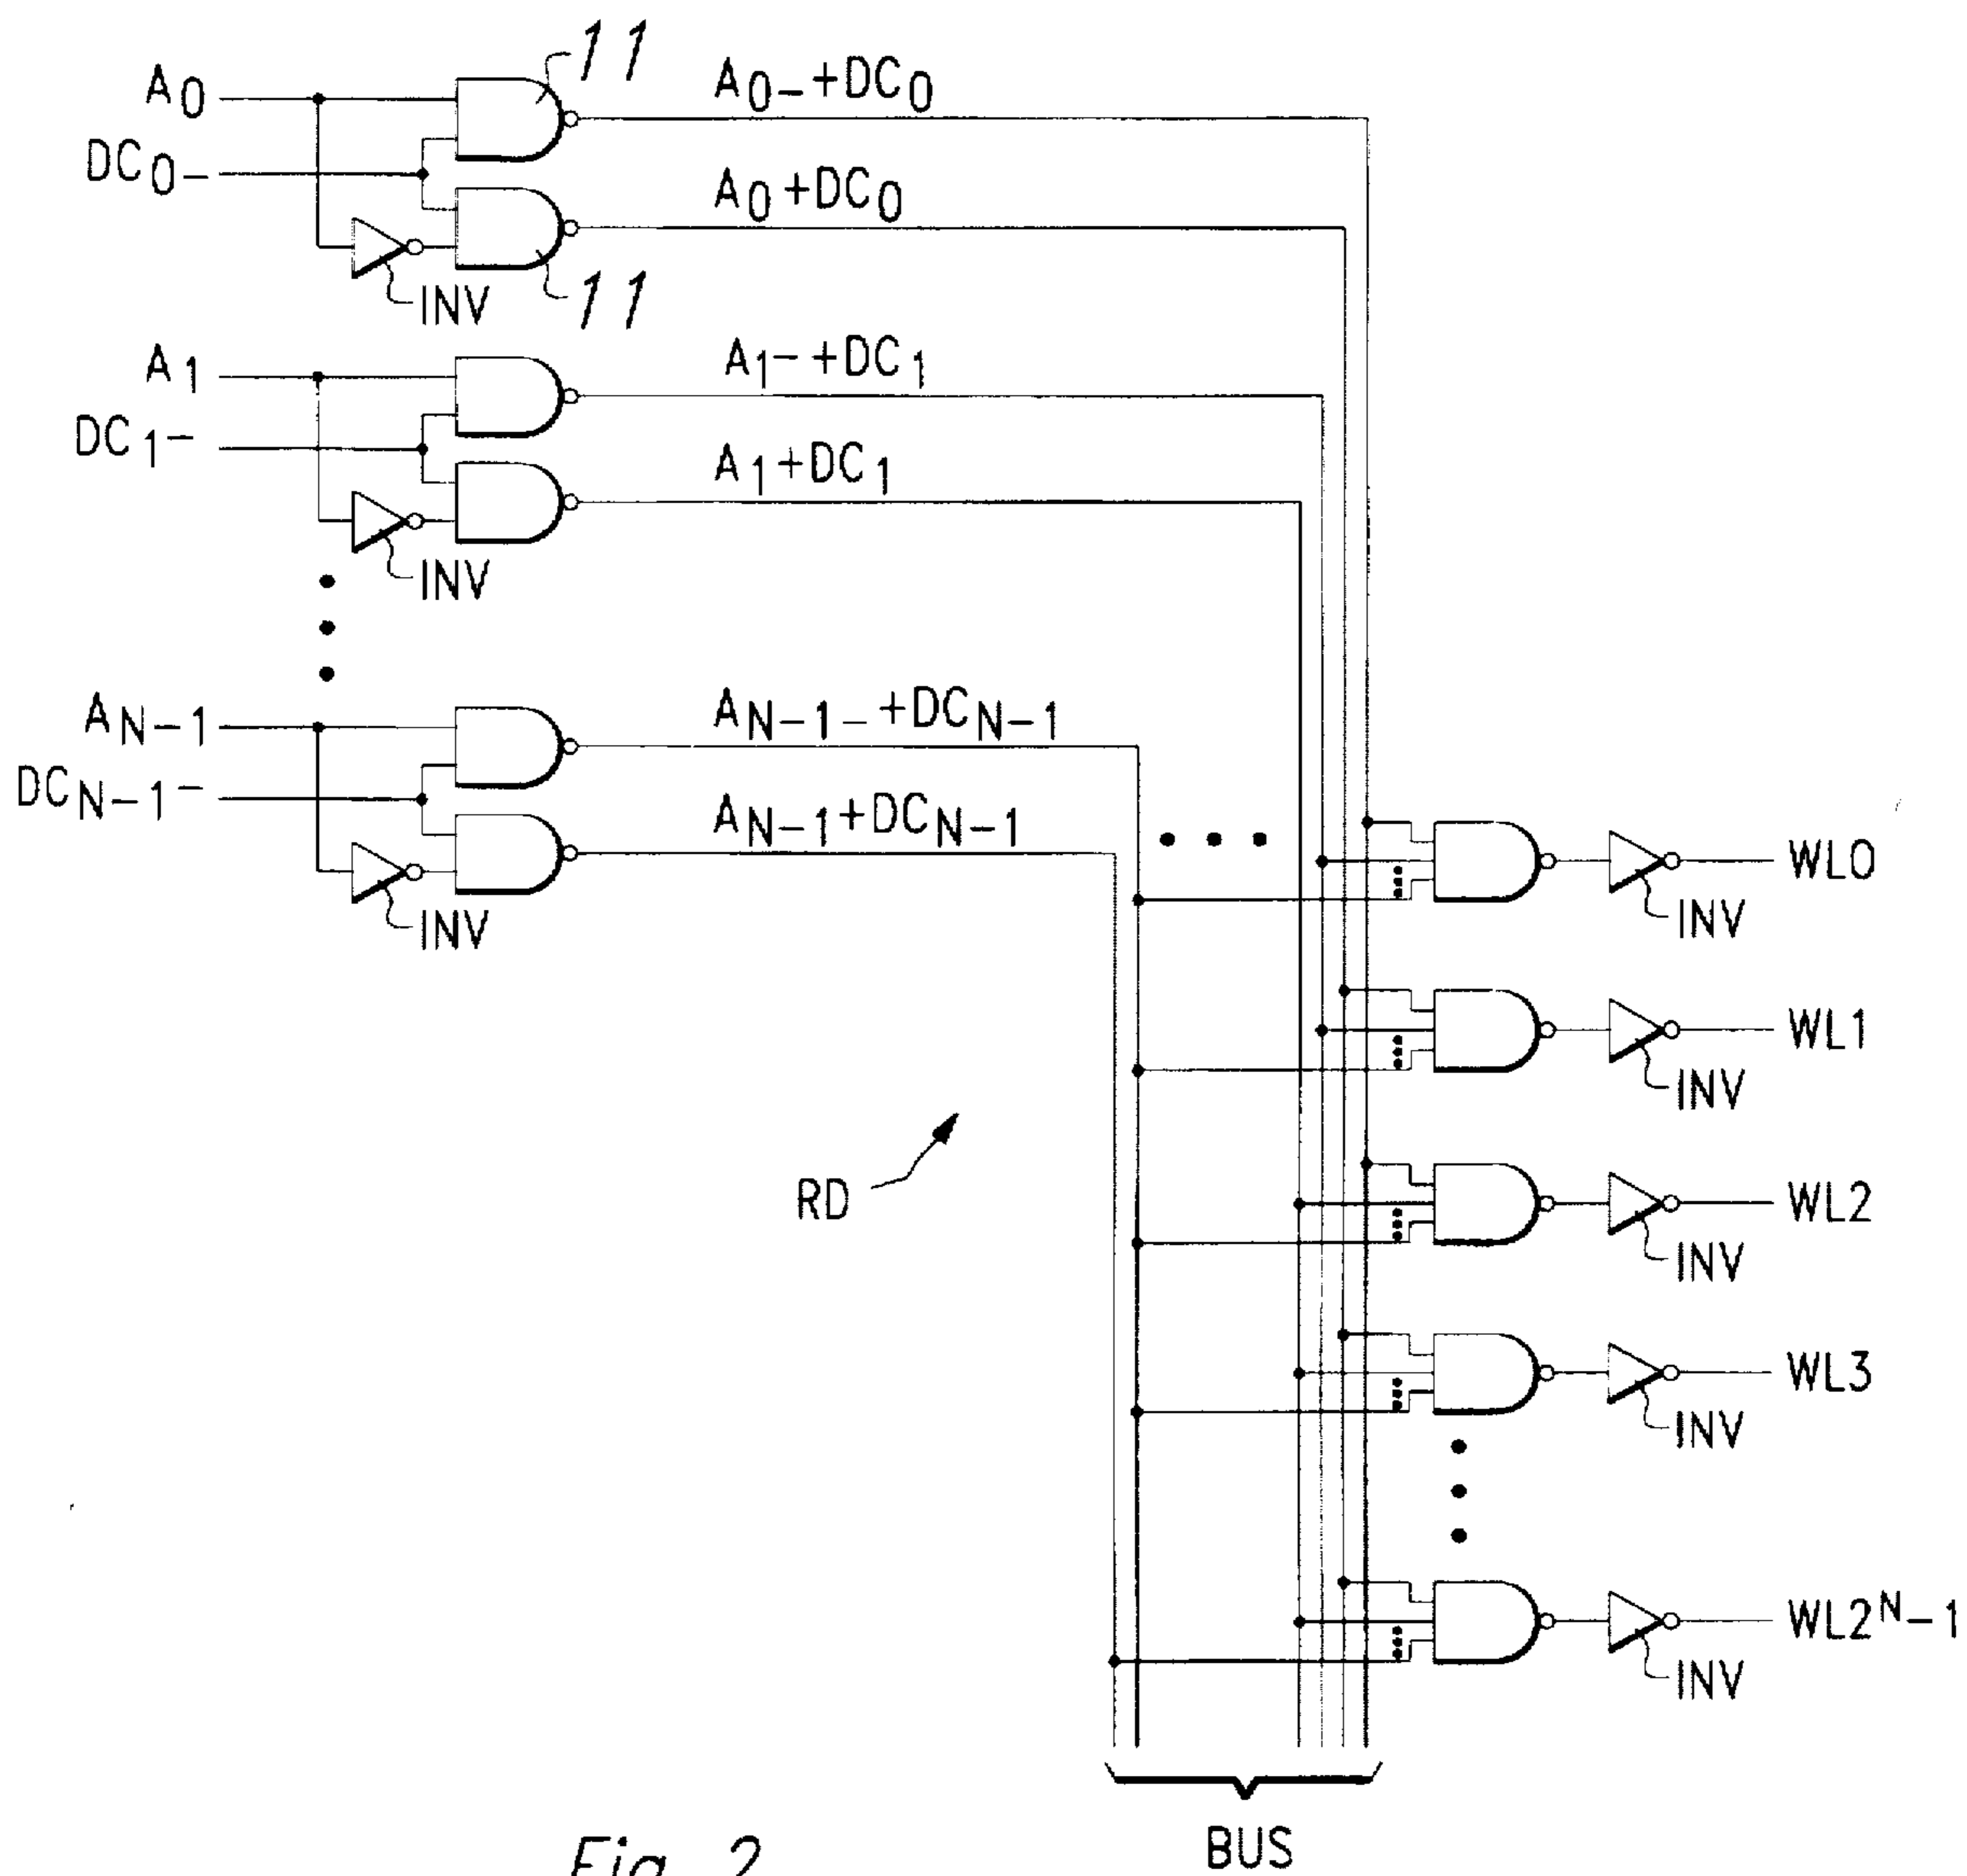 11
A0
A0-+DC0
DC0-
A0+DC0
INV
11
A1
A1-+DC1
DC1-
A1+DC1
INV
AN-1
AN-1-+DCN-1
DCN-1-
AN-1+DCN-1
INV
WL0
INV
WL1
INV
RD
WL2
INV
WL3
INV
WL2N-1
INV
BUS
Fig. 2